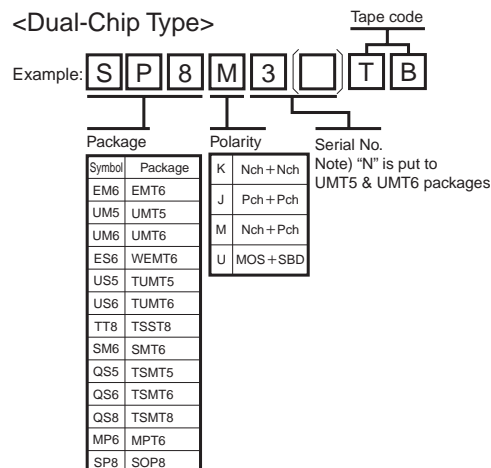 <Dual-Chip Type>
Tape code
Example: S P 8 M 3 ( ) T B
Package
Symbol Package
EM6 EMT6
UM5 UMT5
UM6 UMT6
ES6 WEMT6
US5 TUMT5
US6 TUMT6
TT8 TSST8
SM6 SMT6
QS5 TSMT5
QS6 TSMT6
QS8 TSMT8
MP6 MPT6
SP8 SOP8
Polarity
K Nch+Nch
J Pch+Pch
M Nch+Pch
U MOS+SBD
Serial No.
Note) “N” is put to
UMT5 & UMT6 packages